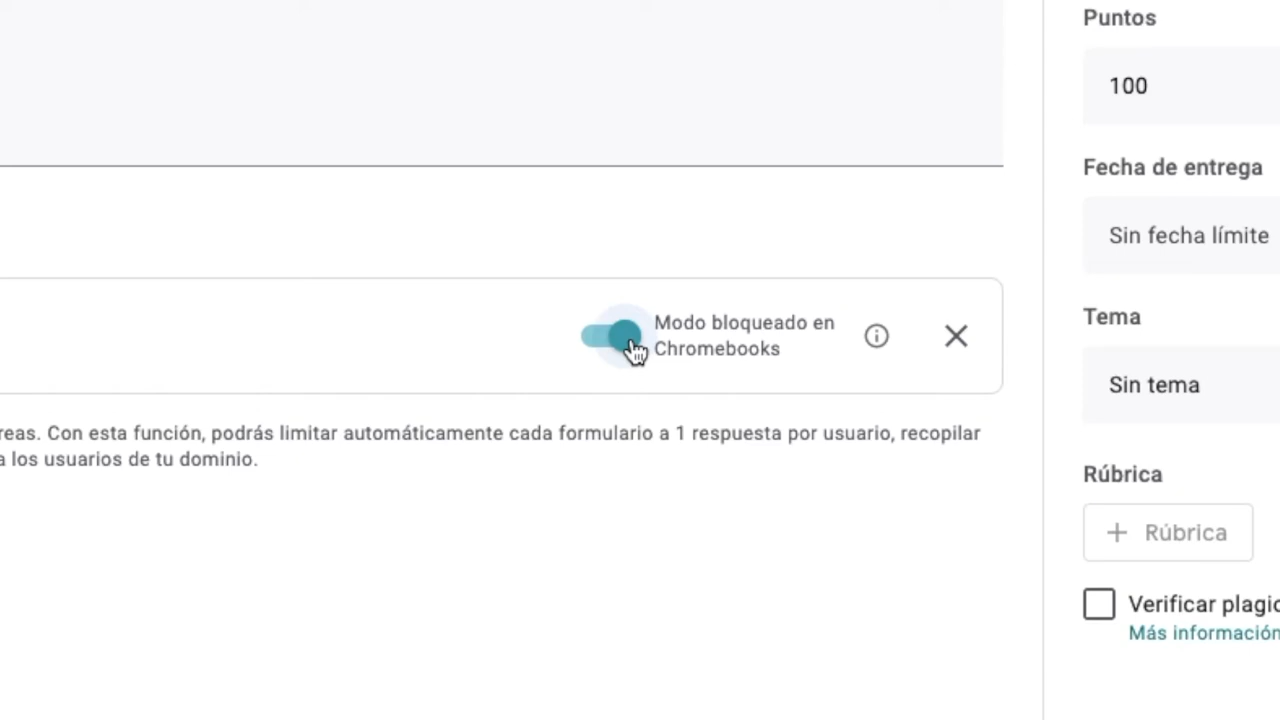 Puntos
100
Fecha de entrega
Sin fecha límite
Tema
Sin tema
Rúbrica
+ Rúbrica
Verificar
Más información
Modo bloqueado en
Chromebooks
Con esta función, podrás limitar automáticamente cada formulario a 1 respuesta por usuario, recopilar
a los usuarios de tu dominio.